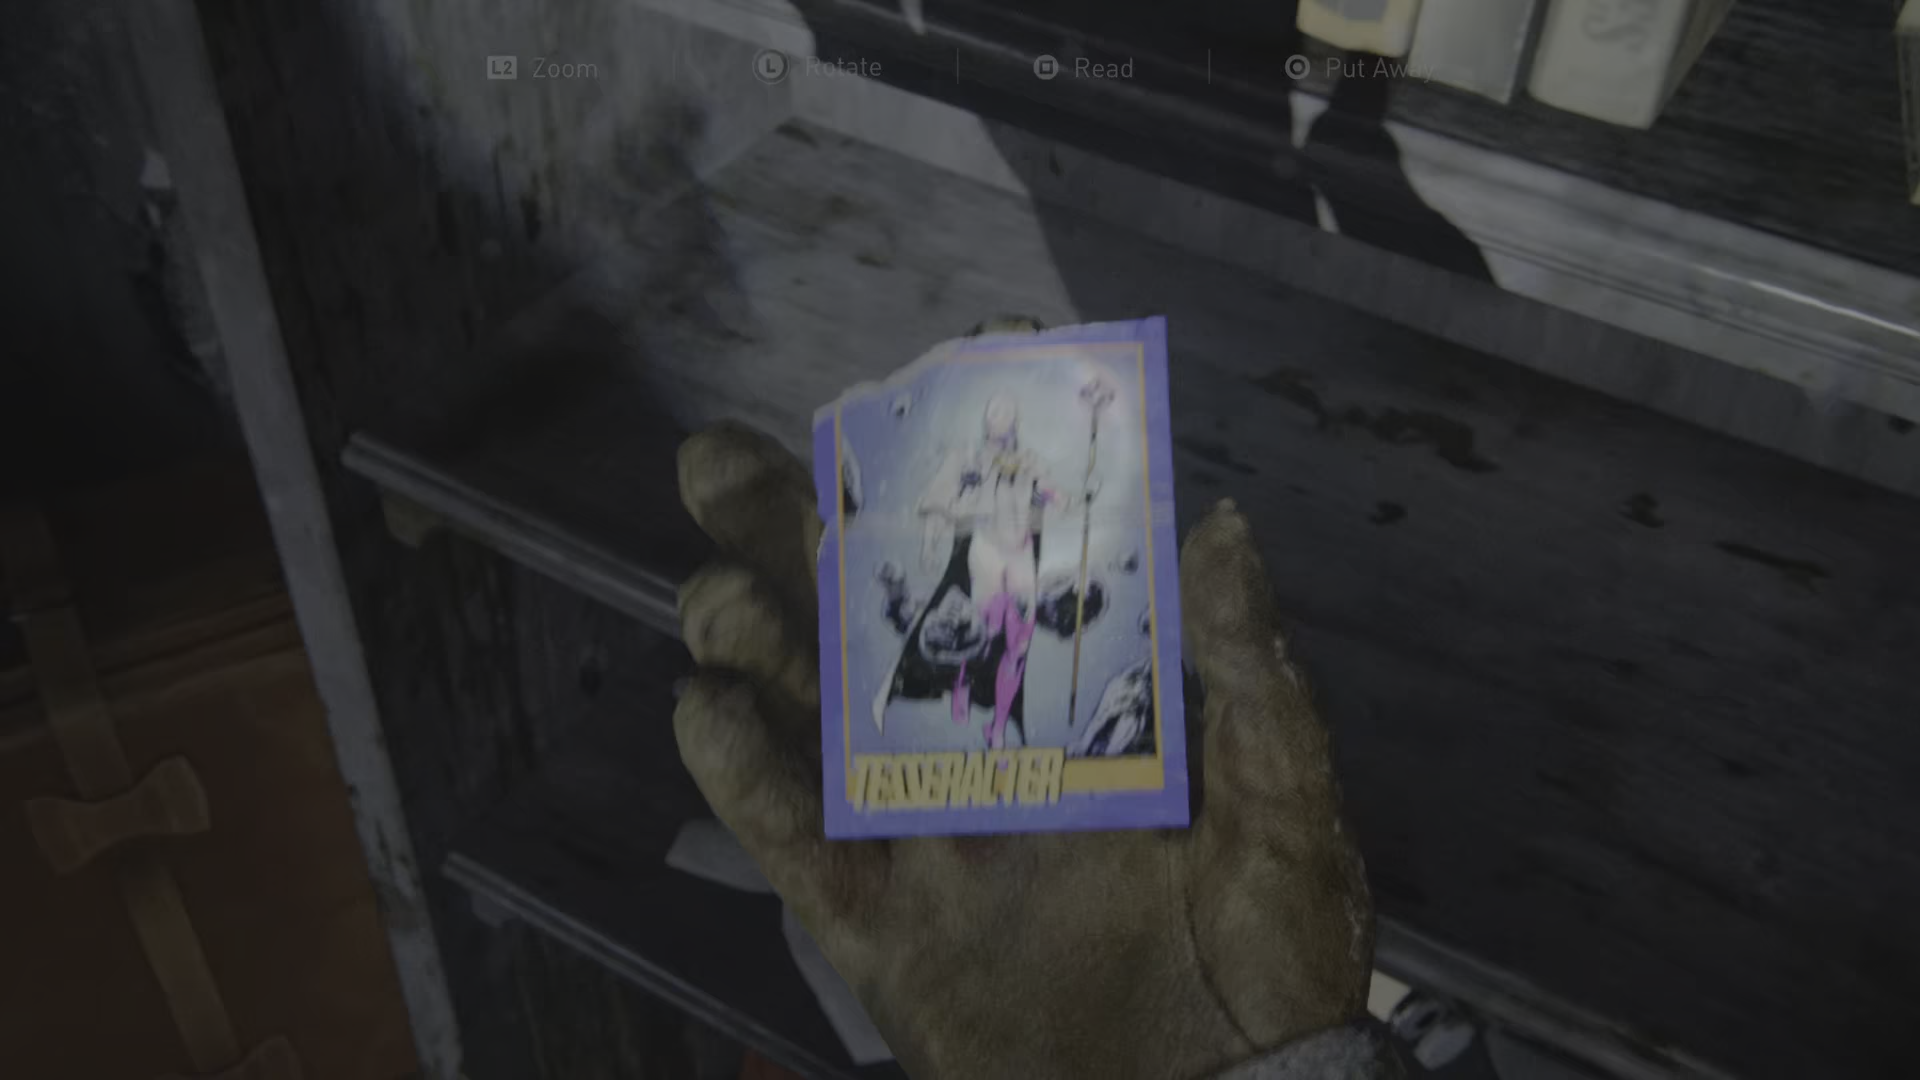 L2 Zoom
L Rotate
Read
Put Away
TESSERACTER